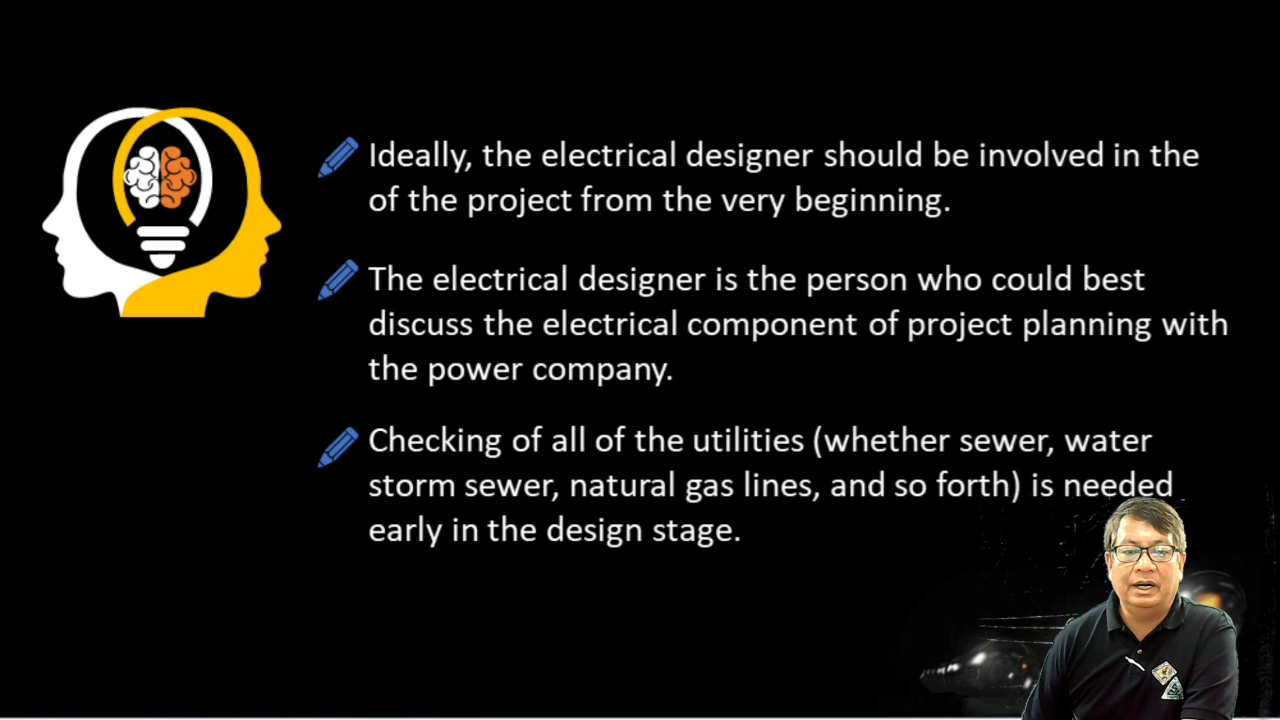 Ideally, the electrical designer should be involved in the
of the project from the very beginning.
The electrical designer is the person who could best
discuss the electrical component of project planning with
the power company.
Checking of all of the utilities (whether sewer, water
storm sewer, natural gas lines, and so forth) is needed
early in the design stage.